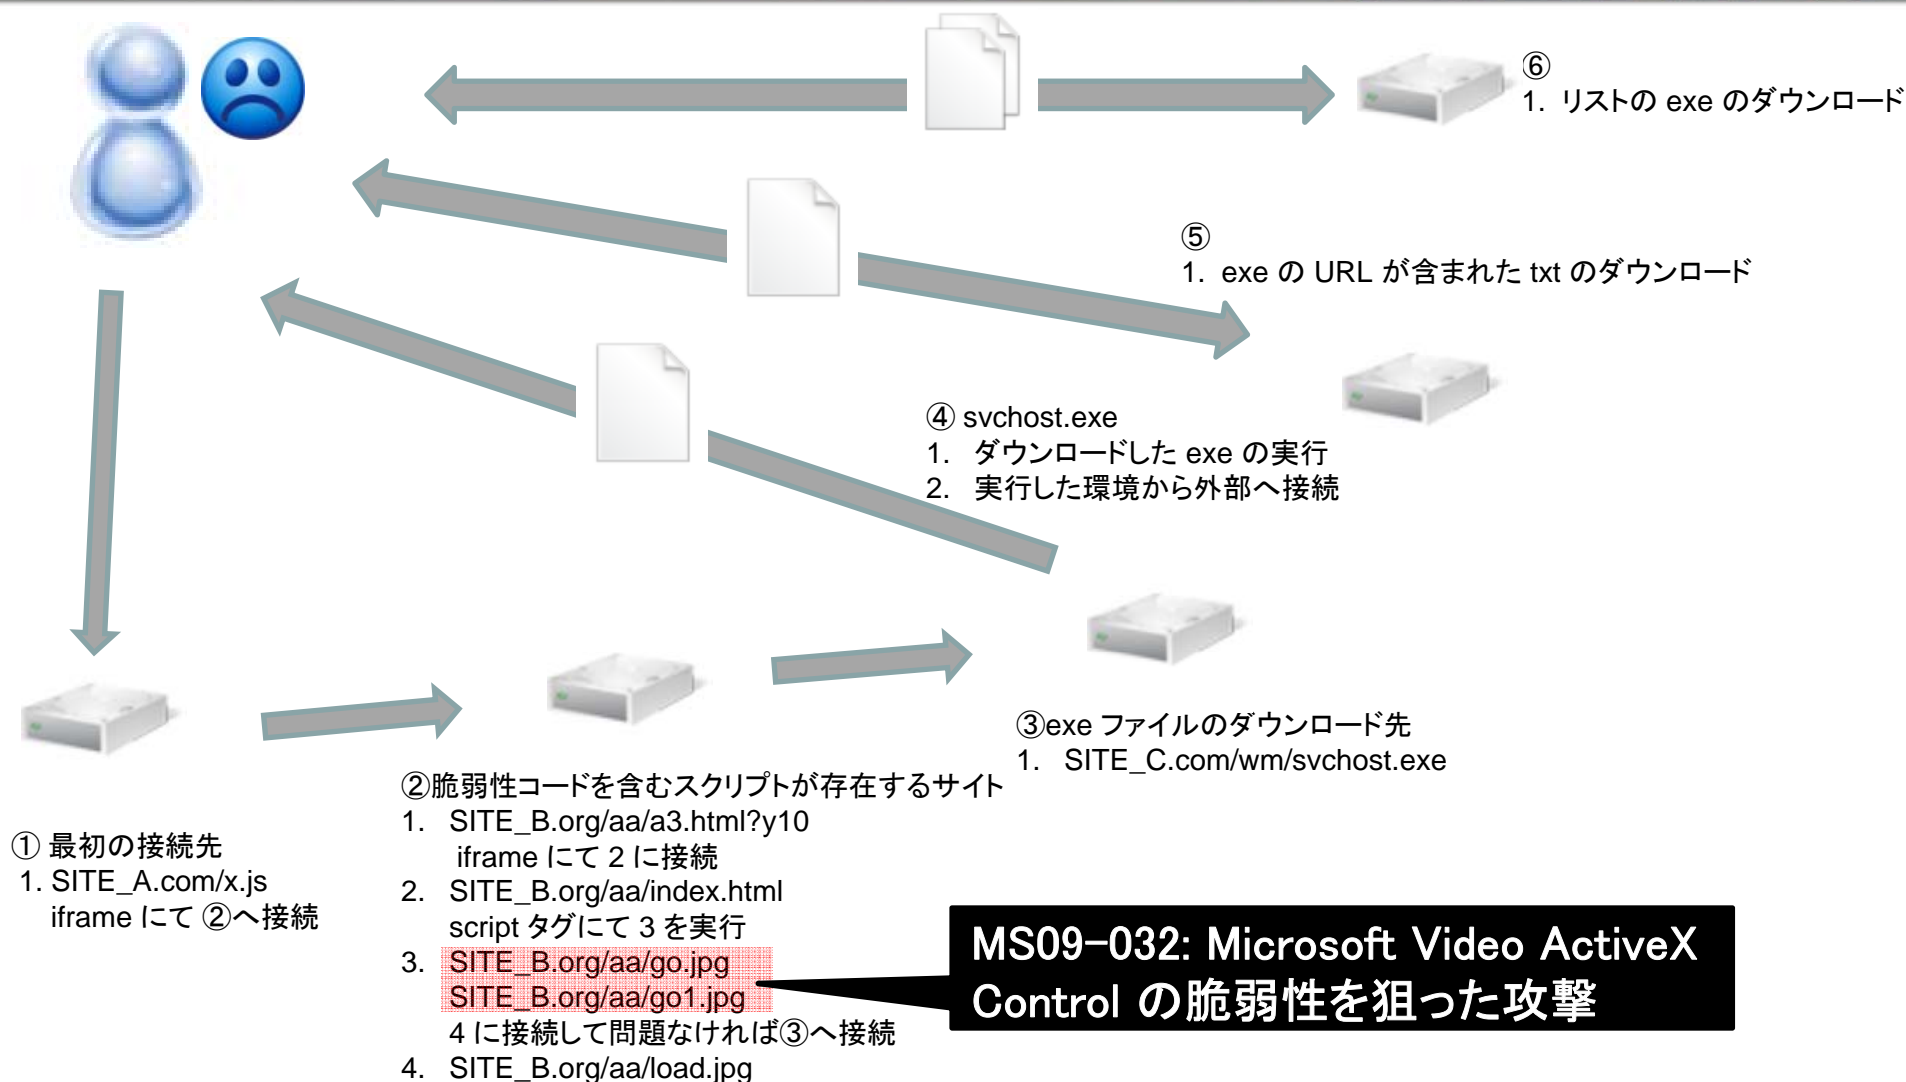 ⑥
1. リストの exe のダウンロード
⑤
1. exe の URL が含まれた txt のダウンロード
④ svchost.exe
1. ダウンロードした exe の実行
2. 実行した環境から外部へ接続
③exe ファイルのダウンロード先
1. SITE_C.com/wm/svchost.exe
②脆弱性コードを含むスクリプトが存在するサイト
1. SITE_B.org/aa/a3.html?y10
iframe にて 2 に接続
2. SITE_B.org/aa/index.html
script タグにて 3 を実行
3. SITE_B.org/aa/go.jpg
SITE_B.org/aa/go1.jpg
4 に接続して問題なければ③へ接続
4. SITE_B.org/aa/load.jpg
① 最初の接続先
1. SITE_A.com/x.js
iframe にて ②へ接続
MS09-032: Microsoft Video ActiveX
Control の脆弱性を狙った攻撃